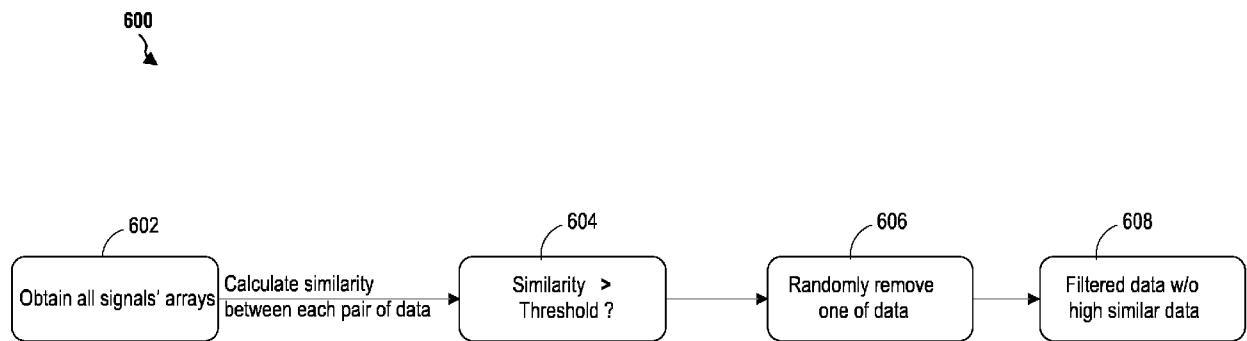 600
602
604
606
608
Obtain all signals' arrays
Calculate similarity
between each pair of data
Similarity >
Threshold ?
Randomly remove
one of data
Filtered data w/o
high similar data